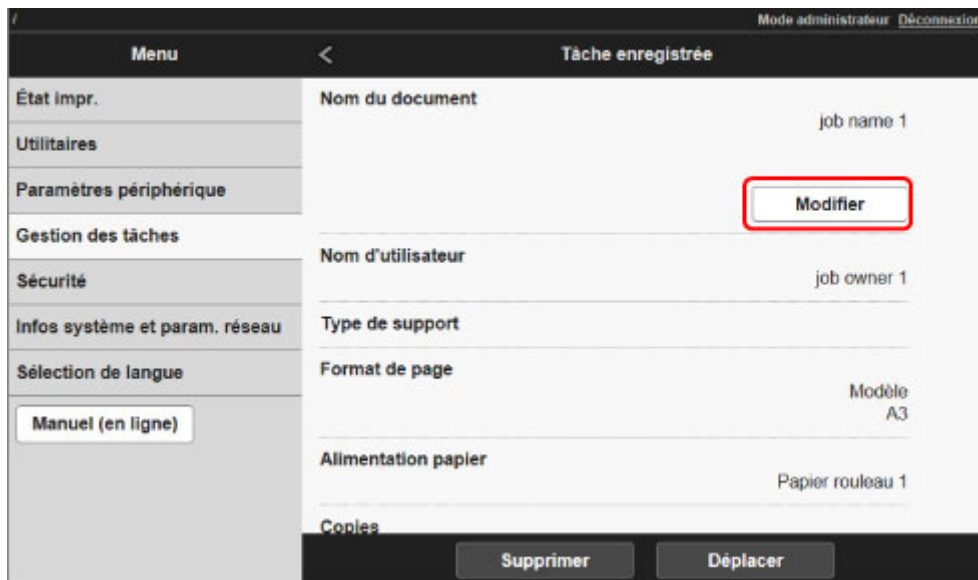 /
Mode administrateur Déconnexion
Menu
<
Tâche enregistrée
État impr.
Utilitaires
Paramètres périphérique
Gestion des tâches
Sécurité
Infos système et param. réseau
Sélection de langue
Manuel (en ligne)
Nom du document
job name 1
Modifier
Nom d'utilisateur
job owner 1
Type de support
Format de page
Modèle
A3
Alimentation papier
Papier rouleau 1
Copies
Supprimer
Déplacer